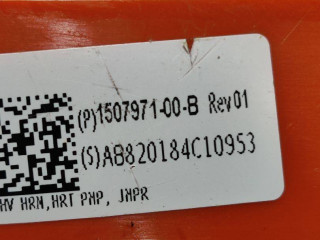 (P)1507971-00-B Rev01
(S)AB820184C10953
HV HRN,HRT PMP, JMPR